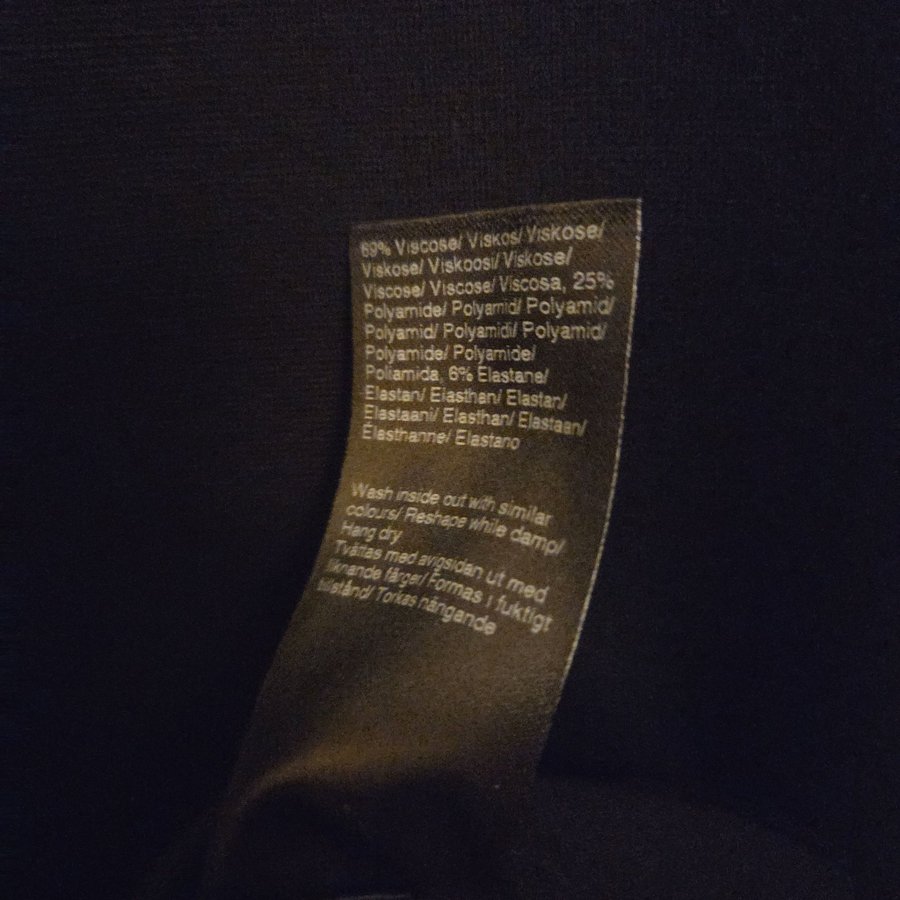 69% Viscose/ Viskos/ Viskose/
Viskose/ Viskoosi/ Viskose/
Viscose/ Viscose/ Viscosa, 25%
Polyamide/ Polyamid/ Polyamid/
Polyamid/ Polyamidi/ Polyamid/
Polyamide/ Polyamide/
Poliamida, 6% Elastane/
Elastan/ Elasthan/ Elastan/
Elastaani/ Elasthan/ Elastaan/
Élasthanne/ Elastano
Wash inside out with similar
colours/ Reshape while damp/
Hang dry
Tvättas med avigsidan ut med
liknande färger/ Formas i fuktigt
tillstånd/ Torkas hängande